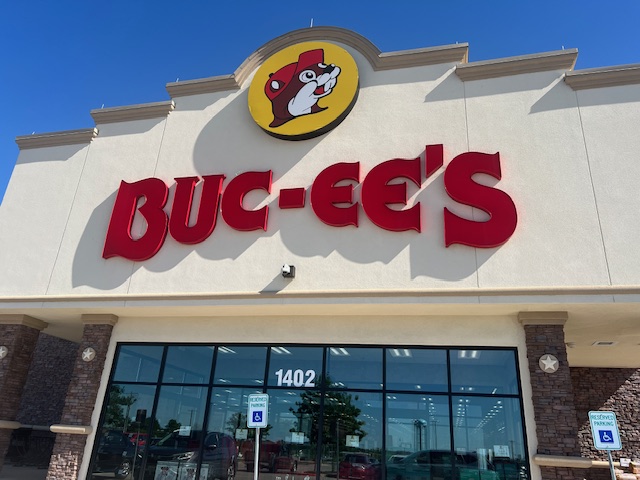 BUC-EE'S
1402
RESERVED
PARKING
RESERVED
PARKING